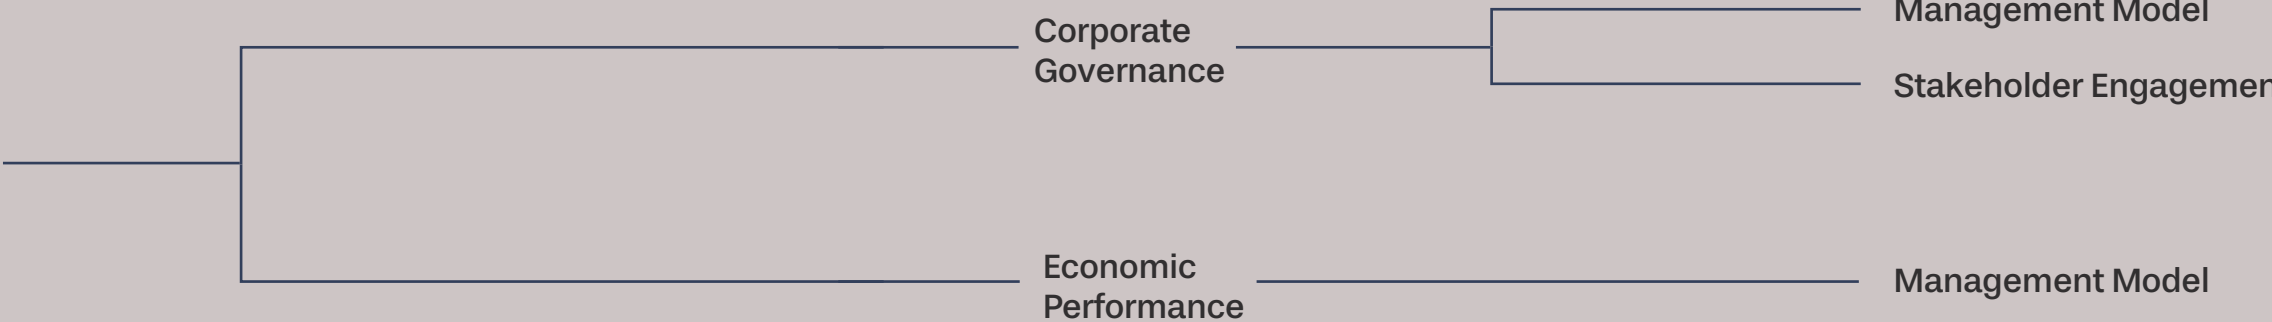 Management Model
Corporate
Governance
Stakeholder Engagemen
Economic
Performance
Management Model